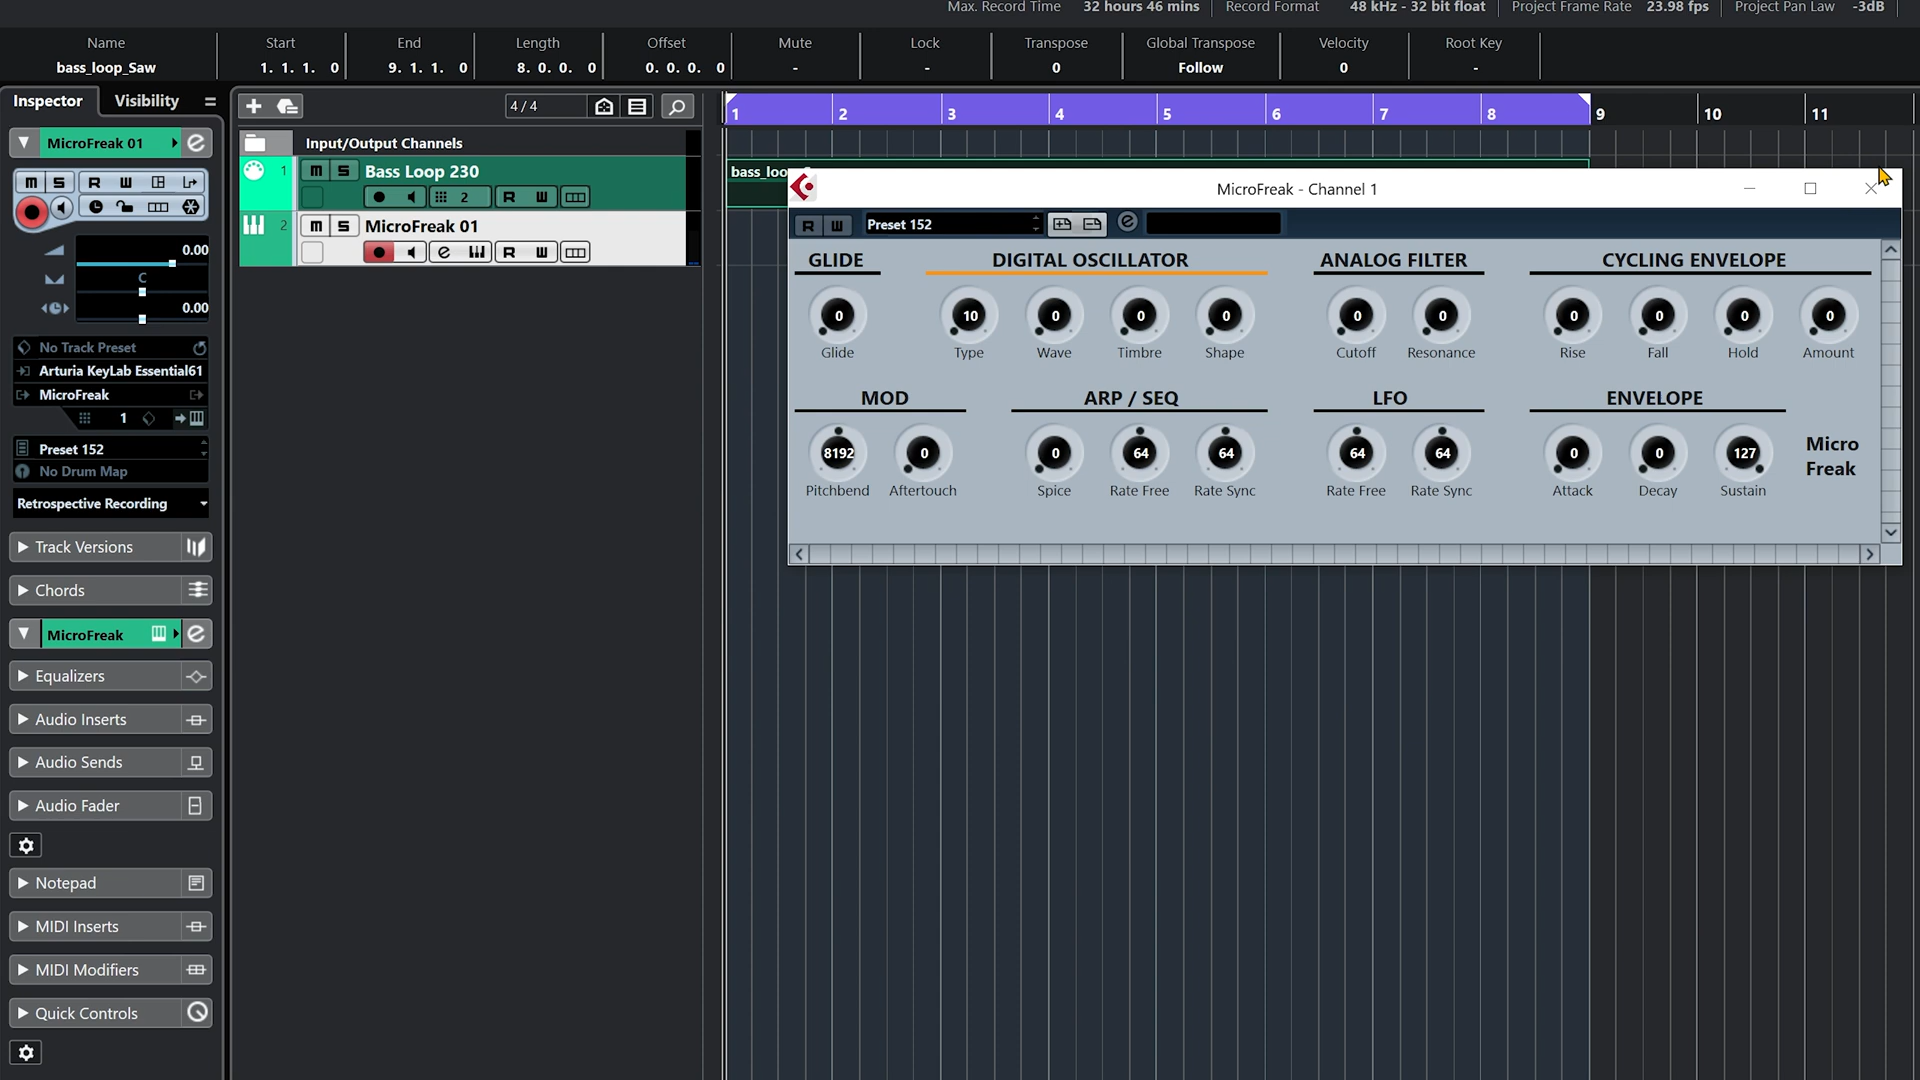 Max. Record Time 32 hours 46 mins Record Format 48 kHz - 32 bit float Project Frame Rate 23.98 fps Project Pan Law -3dB
Name Start End Length Offset Mute Lock Transpose Global Transpose Velocity Root Key
bass_loop_Saw 1. 1. 1. 0 9. 1. 1. 0 8. 0. 0. 0 0. 0. 0. 0 - - 0 Follow 0 -
Inspector Visibility
4 / 4
1 2 3 4 5 6 7 8 9 10 11
MicroFreak 01
Input/Output Channels
m S R W
1 m S Bass Loop 230
2 R W
2 m S MicroFreak 01
e R W
bass_loo
0.00
C
0.00
No Track Preset
Arturia KeyLab Essential61
MicroFreak
1
Preset 152
No Drum Map
Retrospective Recording
Track Versions
Chords
MicroFreak
Equalizers
Audio Inserts
Audio Sends
Audio Fader
Notepad
MIDI Inserts
MIDI Modifiers
Quick Controls
MicroFreak - Channel 1
R W Preset 152
GLIDE DIGITAL OSCILLATOR ANALOG FILTER CYCLING ENVELOPE
0 10 0 0 0 0 0 0 0 0 0
Glide Type Wave Timbre Shape Cutoff Resonance Rise Fall Hold Amount
MOD ARP / SEQ LFO ENVELOPE
8192 0 0 64 64 64 64 0 0 127
Pitchbend Aftertouch Spice Rate Free Rate Sync Rate Free Rate Sync Attack Decay Sustain
Micro
Freak